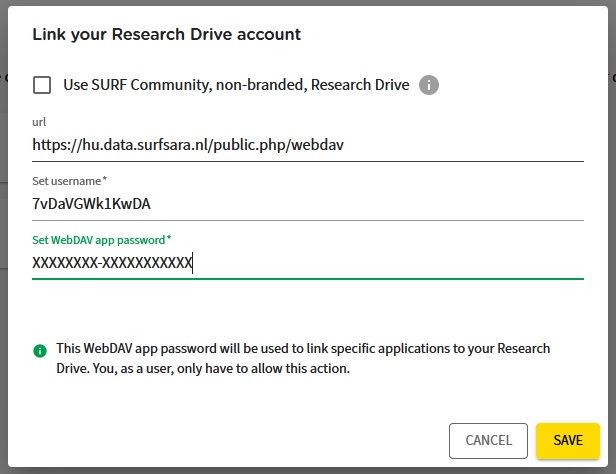 Link your Research Drive account
Use SURF Community, non-branded, Research Drive
url
https://hu.data.surfsara.nl/public.php/webdav
Set username*
7vDaVGWk1KwDA
Set WebDAV app password*
XXXXXXXX-XXXXXXXXXXX
This WebDAV app password will be used to link specific applications to your Research
Drive. You, as a user, only have to allow this action.
CANCEL
SAVE